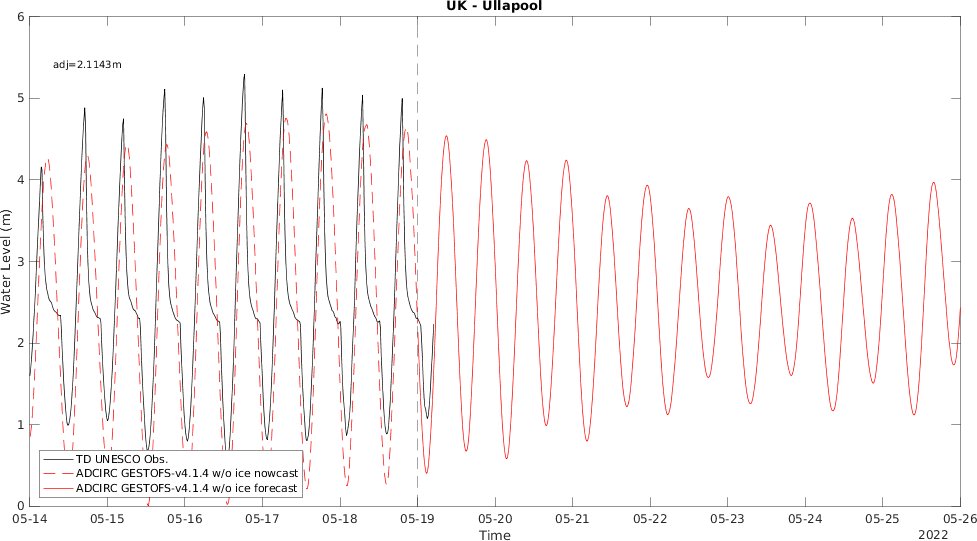 UK - Ullapool
adj=2.1143m
Water Level (m)
6
5
4
3
2
1
0
TD UNESCO Obs.
ADCIRC GESTOFS-v4.1.4 w/o ice nowcast
ADCIRC GESTOFS-v4.1.4 w/o ice forecast
05-14 05-15 05-16 05-17 05-18 05-19 05-20 05-21 05-22 05-23 05-24 05-25 05-26
Time
2022